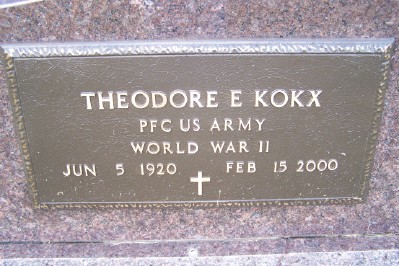 THEODORE E KOKX
PFC US ARMY
WORLD WAR II
JUN 5 1920 FEB 15 2000